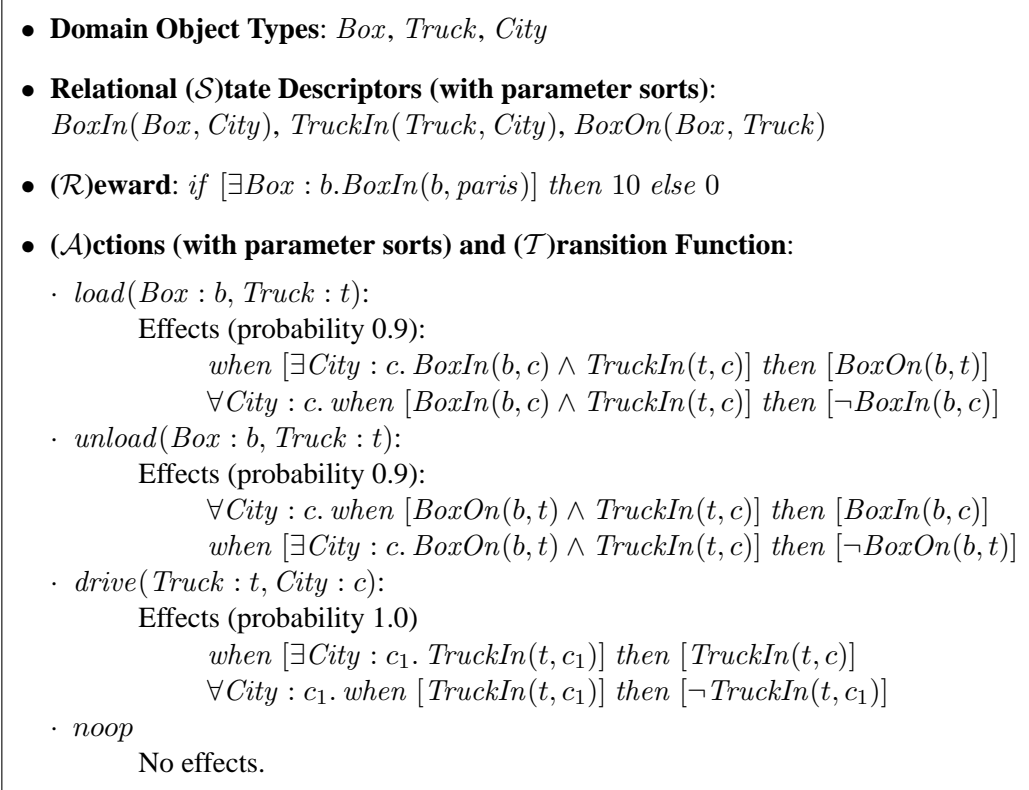 • Domain Object Types: Box, Truck, City
• Relational (𝒮)tate Descriptors (with parameter sorts):
BoxIn(Box, City), TruckIn(Truck, City), BoxOn(Box, Truck)
• (ℛ)eward: if [∃Box : b.BoxIn(b, paris)] then 10 else 0
• (𝒜)ctions (with parameter sorts) and (𝒯)ransition Function:
· load(Box : b, Truck : t):
Effects (probability 0.9):
when [∃City : c. BoxIn(b, c) ∧ TruckIn(t, c)] then [BoxOn(b, t)]
∀City : c. when [BoxIn(b, c) ∧ TruckIn(t, c)] then [¬BoxIn(b, c)]
· unload(Box : b, Truck : t):
Effects (probability 0.9):
∀City : c. when [BoxOn(b, t) ∧ TruckIn(t, c)] then [BoxIn(b, c)]
when [∃City : c. BoxOn(b, t) ∧ TruckIn(t, c)] then [¬BoxOn(b, t)]
· drive(Truck : t, City : c):
Effects (probability 1.0)
when [∃City : c₁. TruckIn(t, c₁)] then [TruckIn(t, c)]
∀City : c₁. when [TruckIn(t, c₁)] then [¬TruckIn(t, c₁)]
· noop
No effects.